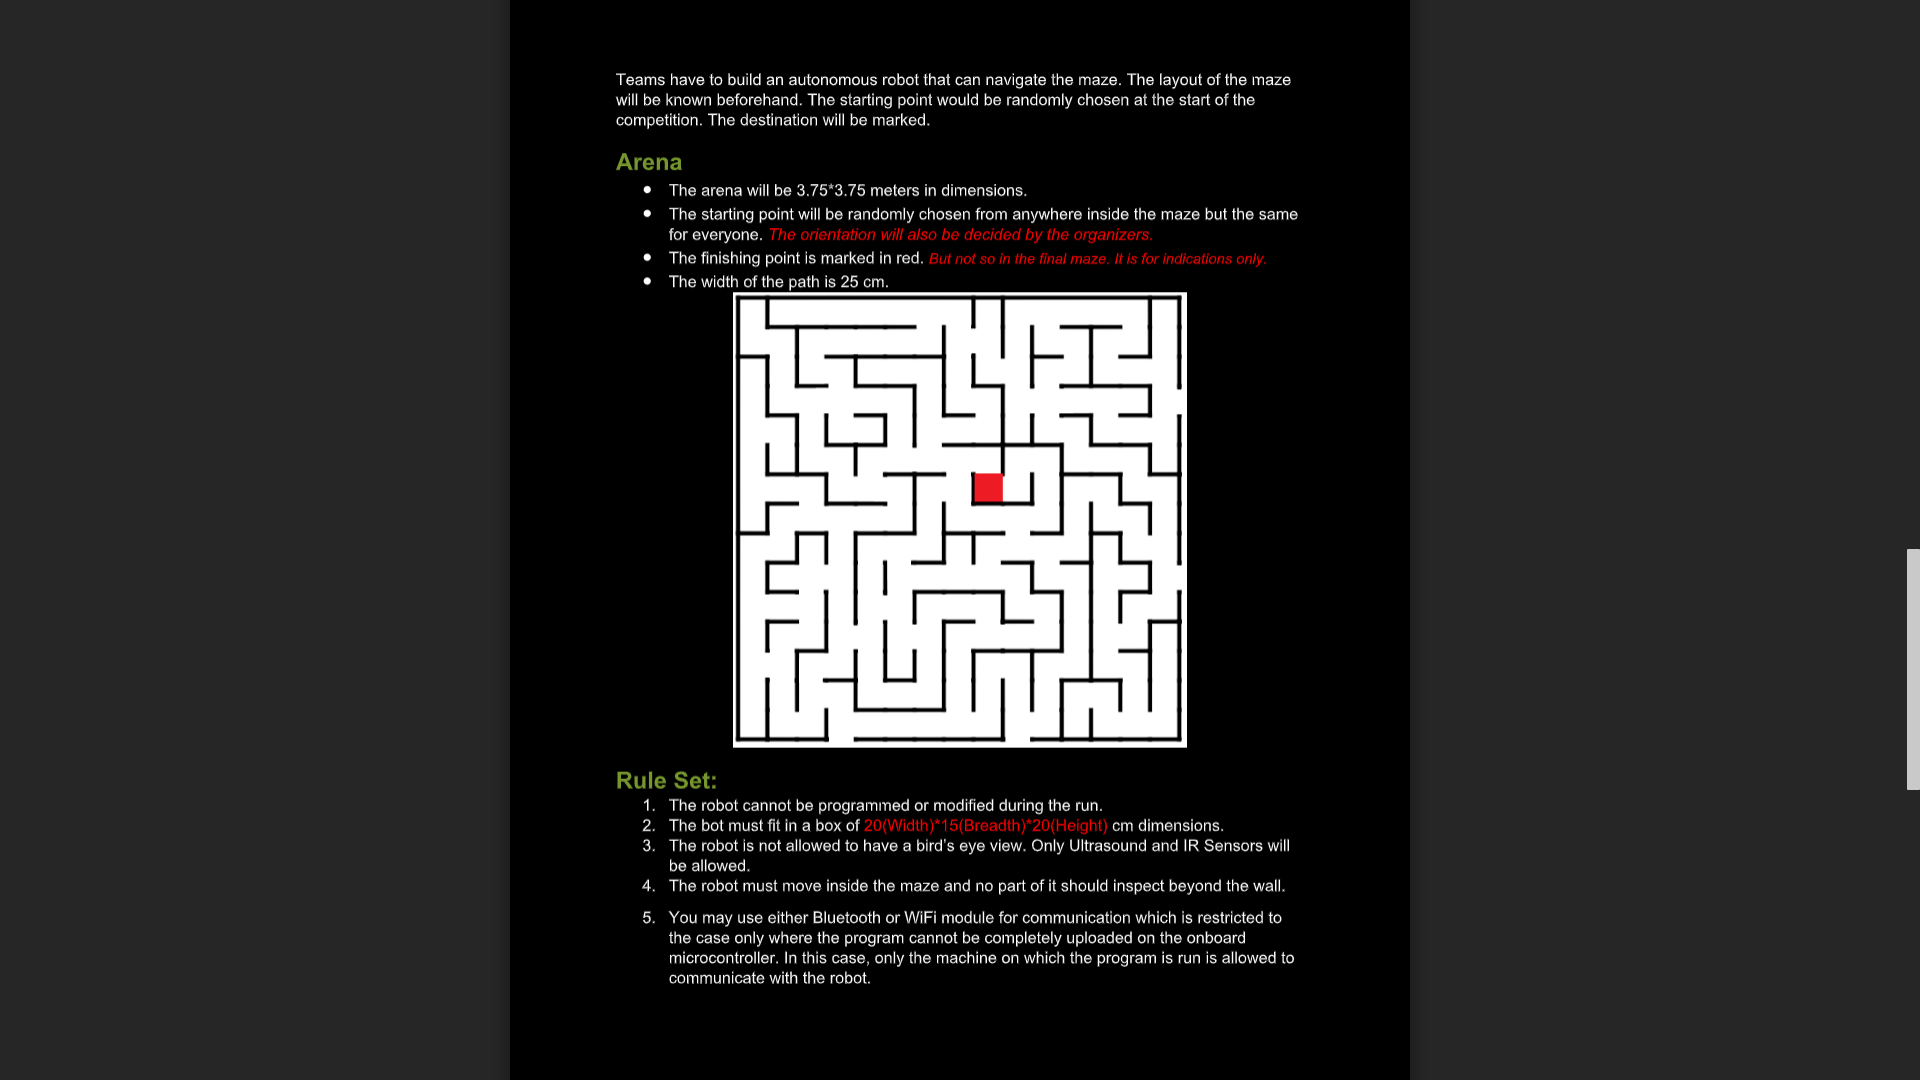 Teams have to build an autonomous robot that can navigate the maze. The layout of the maze
will be known beforehand. The starting point would be randomly chosen at the start of the
competition. The destination will be marked.
Arena
● The arena will be 3.75*3.75 meters in dimensions.
● The starting point will be randomly chosen from anywhere inside the maze but the same
for everyone. The orientation will also be decided by the organizers.
● The finishing point is marked in red. But not so in the final maze. It is for indications only.
● The width of the path is 25 cm.
Rule Set:
1. The robot cannot be programmed or modified during the run.
2. The bot must fit in a box of 20(Width)*15(Breadth)*20(Height) cm dimensions.
3. The robot is not allowed to have a bird's eye view. Only Ultrasound and IR Sensors will
be allowed.
4. The robot must move inside the maze and no part of it should inspect beyond the wall.
5. You may use either Bluetooth or WiFi module for communication which is restricted to
the case only where the program cannot be completely uploaded on the onboard
microcontroller. In this case, only the machine on which the program is run is allowed to
communicate with the robot.